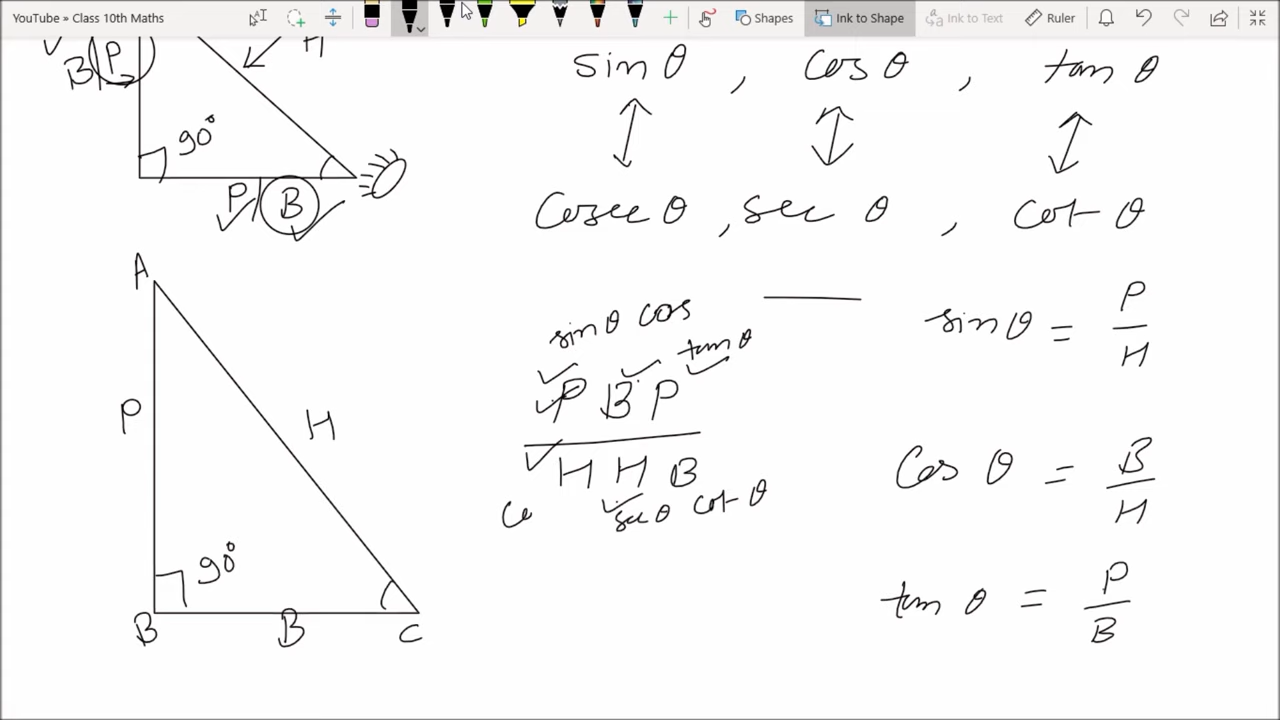 YouTube » Class 10th Maths
Shapes
Ink to Shape
Ink to Text
Ruler
B P H
90°
P B
sin θ , cos θ , tan θ
cosec θ , sec θ , cot θ
A
P H
90°
B B C
sin θ cos tan θ
P B P
H H B
Co sec θ cot θ
sin θ = P/H
Cos θ = B/H
tan θ = P/B